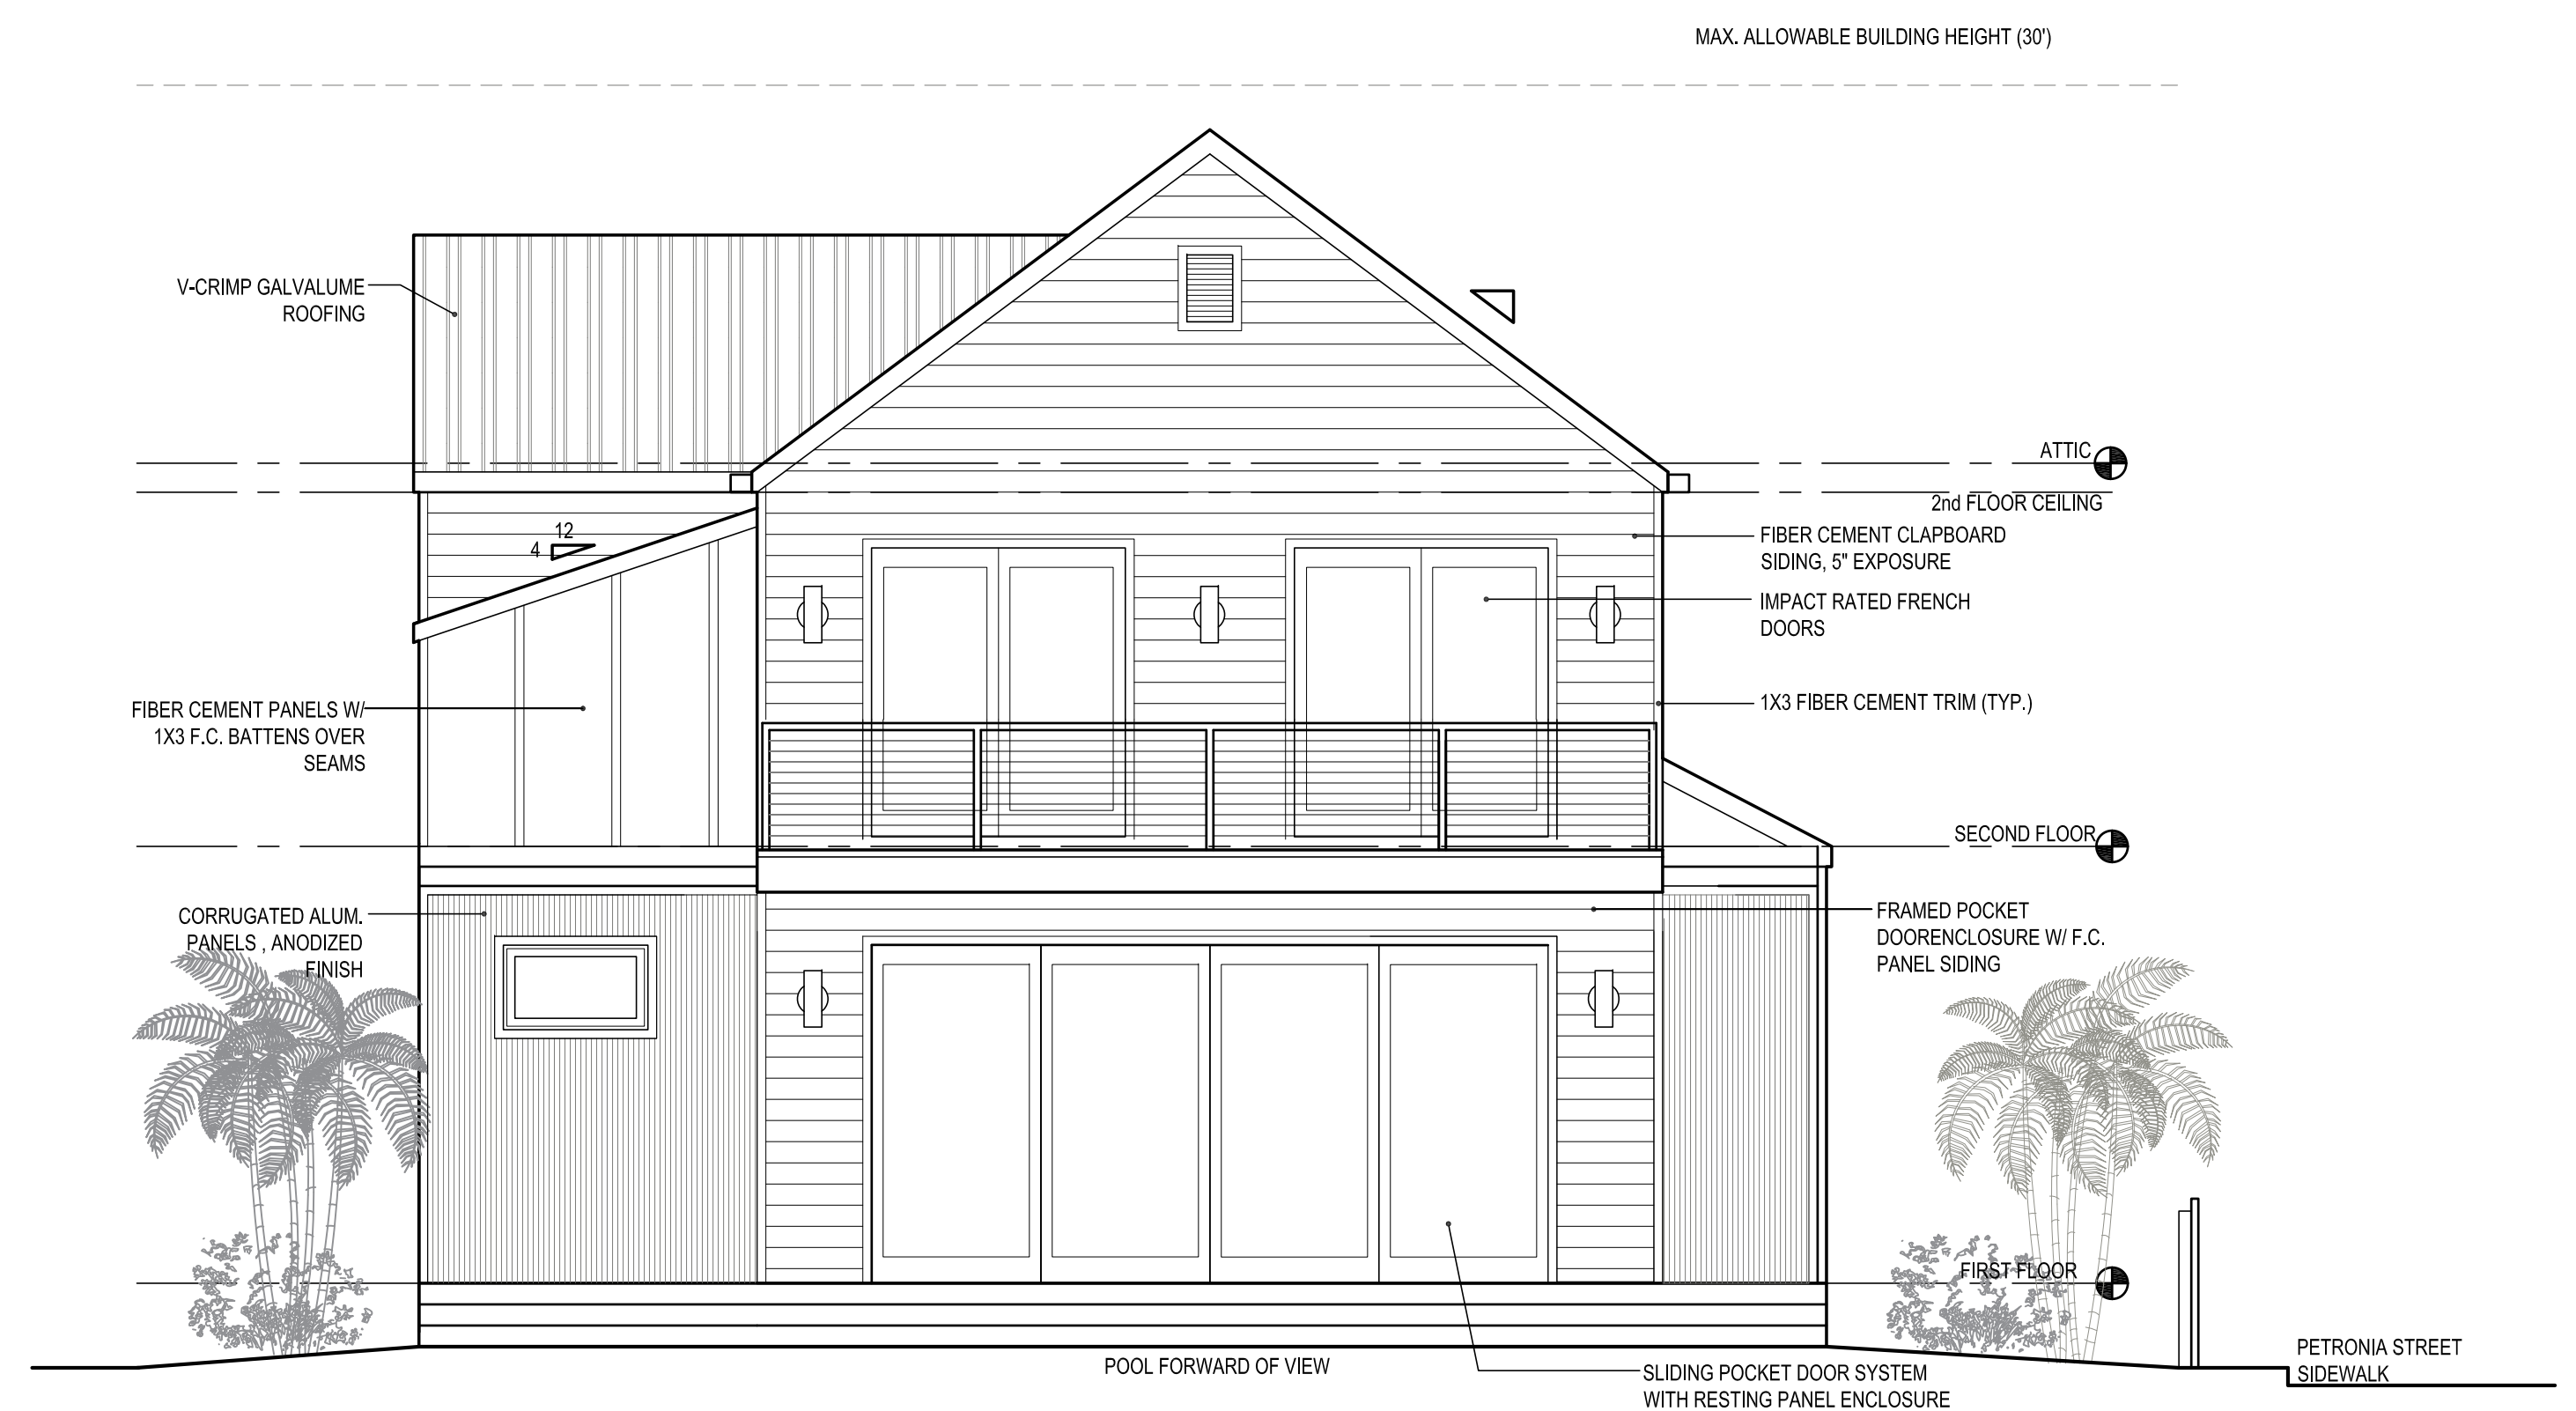 MAX. ALLOWABLE BUILDING HEIGHT (30')
V-CRIMP GALVALUME
ROOFING
ATTIC
2nd FLOOR CEILING
12
4
FIBER CEMENT CLAPBOARD
SIDING, 5" EXPOSURE
IMPACT RATED FRENCH
DOORS
FIBER CEMENT PANELS W/
1X3 F.C. BATTENS OVER
SEAMS
1X3 FIBER CEMENT TRIM (TYP.)
SECOND FLOOR
CORRUGATED ALUM.
PANELS , ANODIZED
FINISH
FRAMED POCKET
DOORENCLOSURE W/ F.C.
PANEL SIDING
FIRST FLOOR
POOL FORWARD OF VIEW
SLIDING POCKET DOOR SYSTEM
WITH RESTING PANEL ENCLOSURE
PETRONIA STREET
SIDEWALK